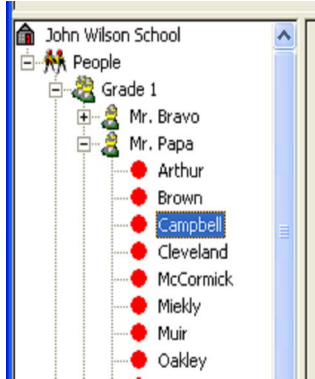 John Wilson School
People
Grade 1
Mr. Bravo
Mr. Papa
Arthur
Brown
Campbell
Cleveland
McCormick
Miekly
Muir
Oakley